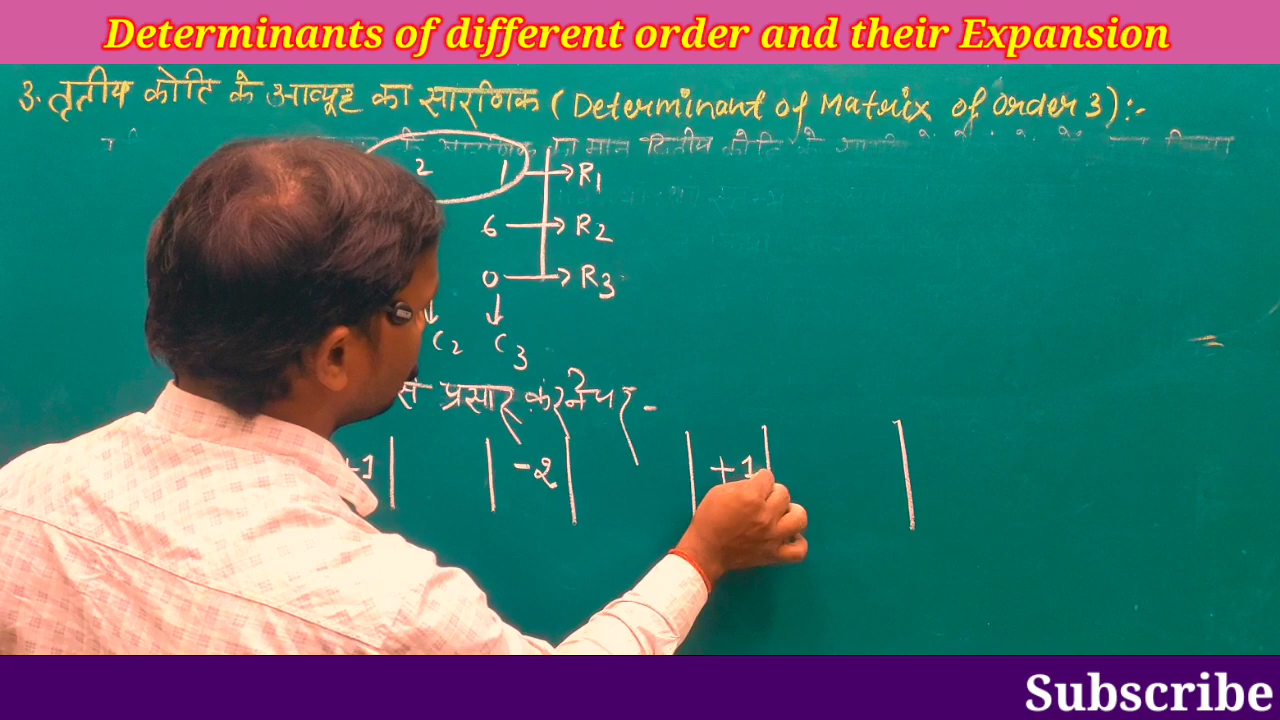 Determinants of different order and their Expansion
3. तृतीय कोटि के आव्यूह का सारणिक ( Determinant of Matrix of order 3 ) :-
2 1 → R1
6 → R2
0 → R3
↓ ↓
C2 C3
प्रसार करने पर -
+1| | -2 | | +1 | |
=
Subscribe